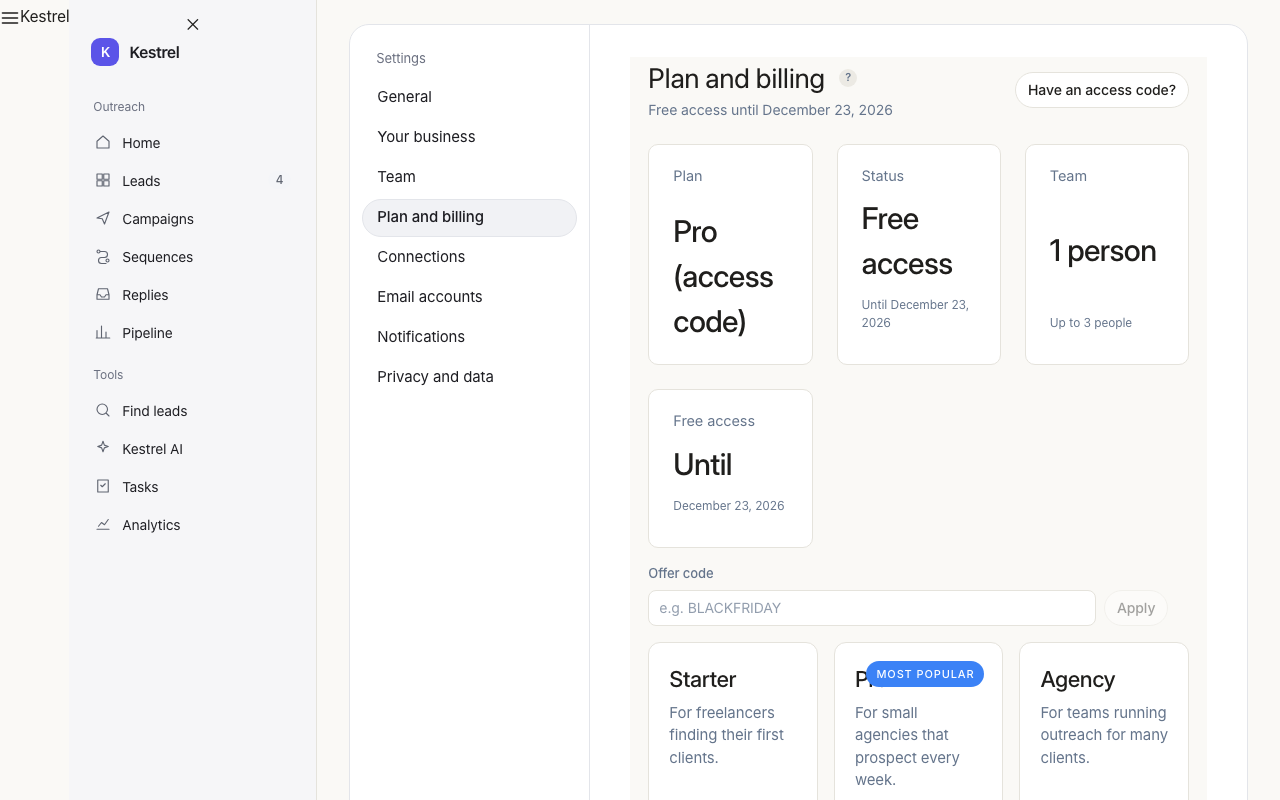 Kestrel
K
Kestrel
Outreach
Home
Leads
4
Campaigns
Sequences
Replies
Pipeline
Tools
Find leads
Kestrel AI
Tasks
Analytics
Settings
General
Your business
Team
Plan and billing
Connections
Email accounts
Notifications
Privacy and data
Plan and billing
?
Free access until December 23, 2026
Have an access code?
Plan
Pro
(access
code)
Status
Free
access
Until December 23,
2026
Team
1 person
Up to 3 people
Free access
Until
December 23, 2026
Offer code
e.g. BLACKFRIDAY
Apply
Starter
For freelancers
finding their first
clients.
MOST POPULAR
For small
agencies that
prospect every
week.
Agency
For teams running
outreach for many
clients.